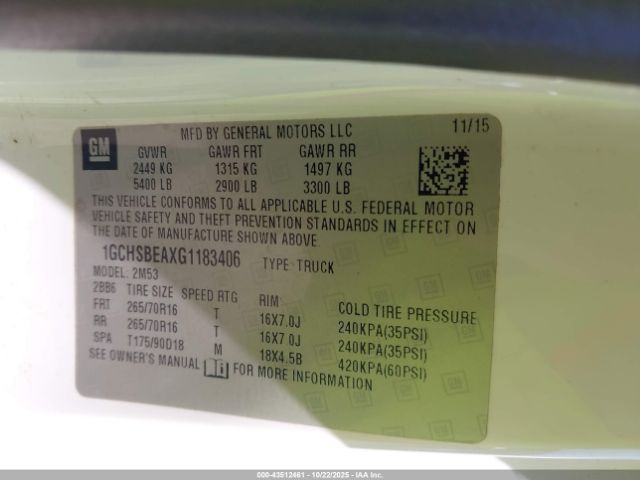 GM
MFD BY GENERAL MOTORS LLC 11/15
GVWR GAWR FRT GAWR RR
2449 KG 1315 KG 1497 KG
5400 LB 2900 LB 3300 LB
THIS VEHICLE CONFORMS TO ALL APPLICABLE U.S. FEDERAL MOTOR
VEHICLE SAFETY AND THEFT PREVENTION STANDARDS IN EFFECT ON
THE DATE OF MANUFACTURE SHOWN ABOVE.
1GCHSBEAXG1183406 TYPE: TRUCK
MODEL: 2M53
2BB6 TIRE SIZE SPEED RTG RIM COLD TIRE PRESSURE
FRT 265/70R16 T 16X7.0J 240KPA(35PSI)
RR 265/70R16 T 16X7.0J 240KPA(35PSI)
SPA T175/90D18 M 18X4.5B 420KPA(60PSI)
SEE OWNER'S MANUAL FOR MORE INFORMATION
000-43512461 - 10/22/2025 - IAA Inc.